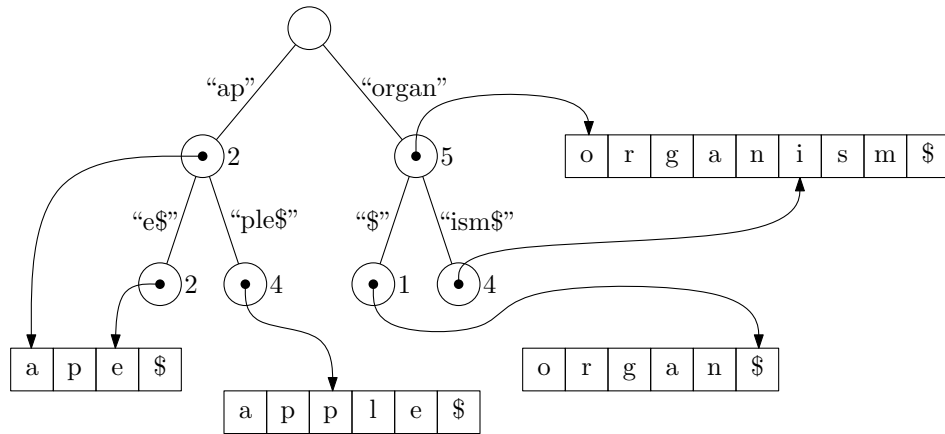 “ap” “organ”
2 5
o r g a n i s m $
“e$” “ple$” “$” “ism$”
2 4 1 4
a p e $
o r g a n $
a p p l e $